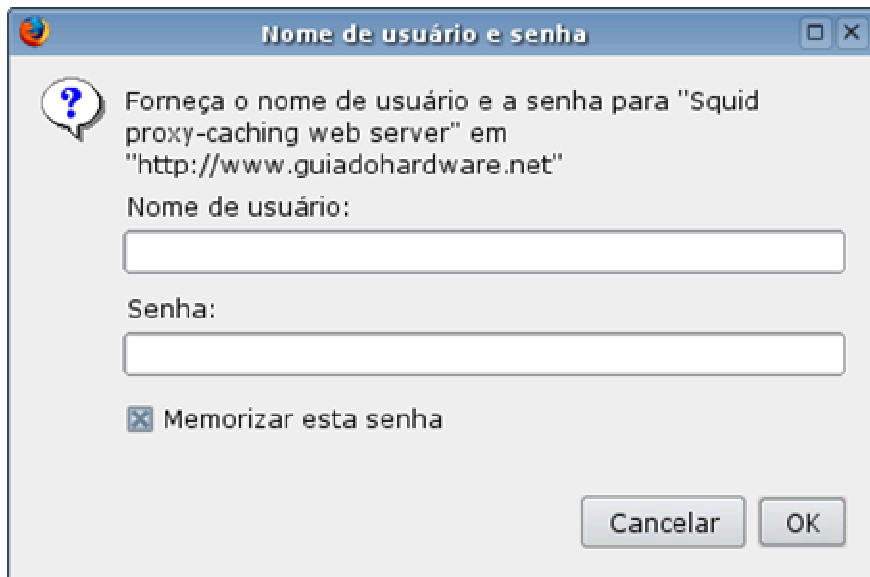 Nome de usuário e senha
Forneça o nome de usuário e a senha para "Squid
proxy-caching web server" em
"http://www.guiadohardware.net"
Nome de usuário:
Senha:
Memorizar esta senha
Cancelar
OK